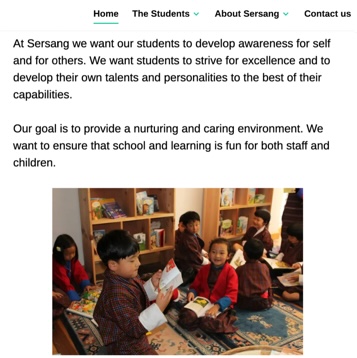 Home The Students About Sersang Contact us
At Sersang we want our students to develop awareness for self
and for others. We want students to strive for excellence and to
develop their own talents and personalities to the best of their
capabilities.
Our goal is to provide a nurturing and caring environment. We
want to ensure that school and learning is fun for both staff and
children.